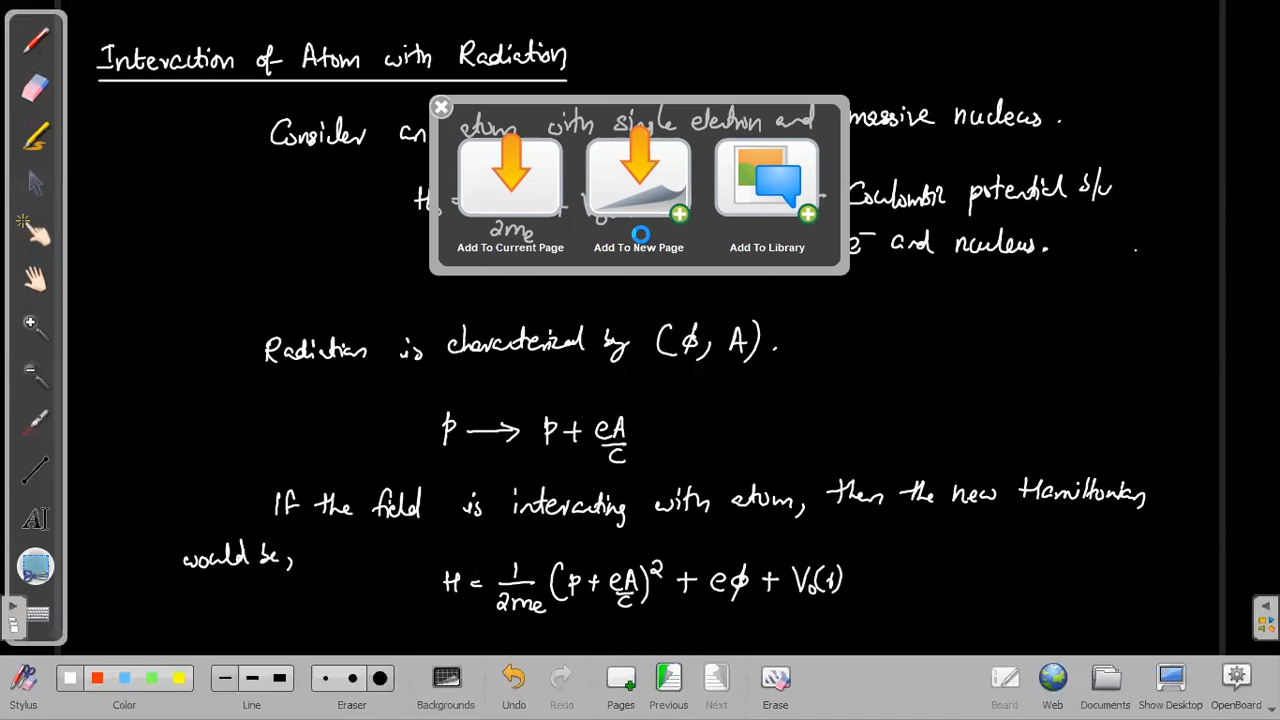 Interaction of Atom with Radiation
Consider an atom with single electron and massive nucleus.
Add To Current Page
Add To New Page
Add To Library
2me
Coulombic potential b/w
e⁻ and nucleus.
Radiation is characterized by (ϕ, A).
p → p + eA/c
If the field is interacting with atom, then the new Hamiltonian
would be,
H = 1/2me (p + eA/c)² + eϕ + V₀(r)
Stylus
Color
Line
Eraser
Backgrounds
Undo
Redo
Pages
Previous
Next
Erase
Board
Web
Documents
Show Desktop
OpenBoard